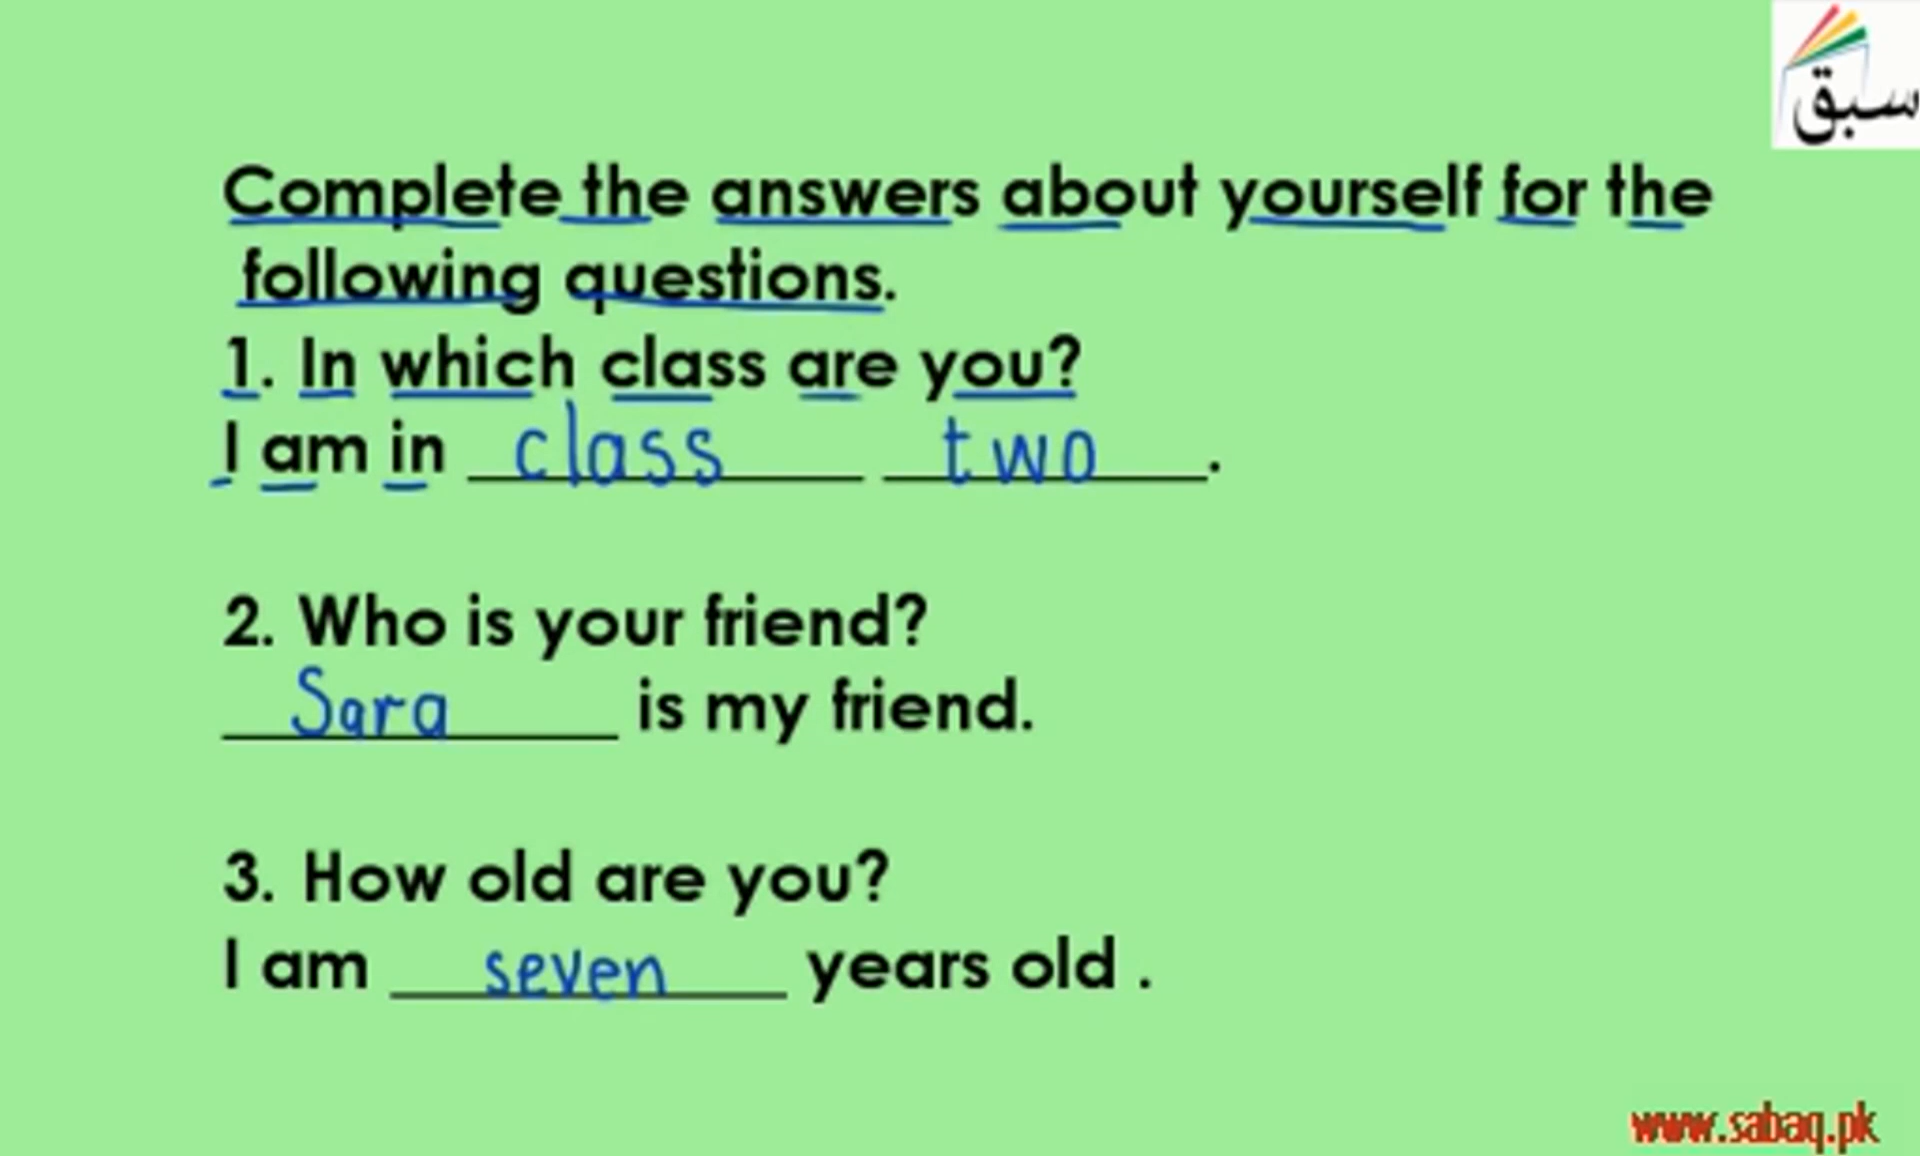 سبق
Complete the answers about yourself for the
following questions.
1. In which class are you?
I am in class two.
2. Who is your friend?
Sara is my friend.
3. How old are you?
I am seven years old .
www.sabaq.pk